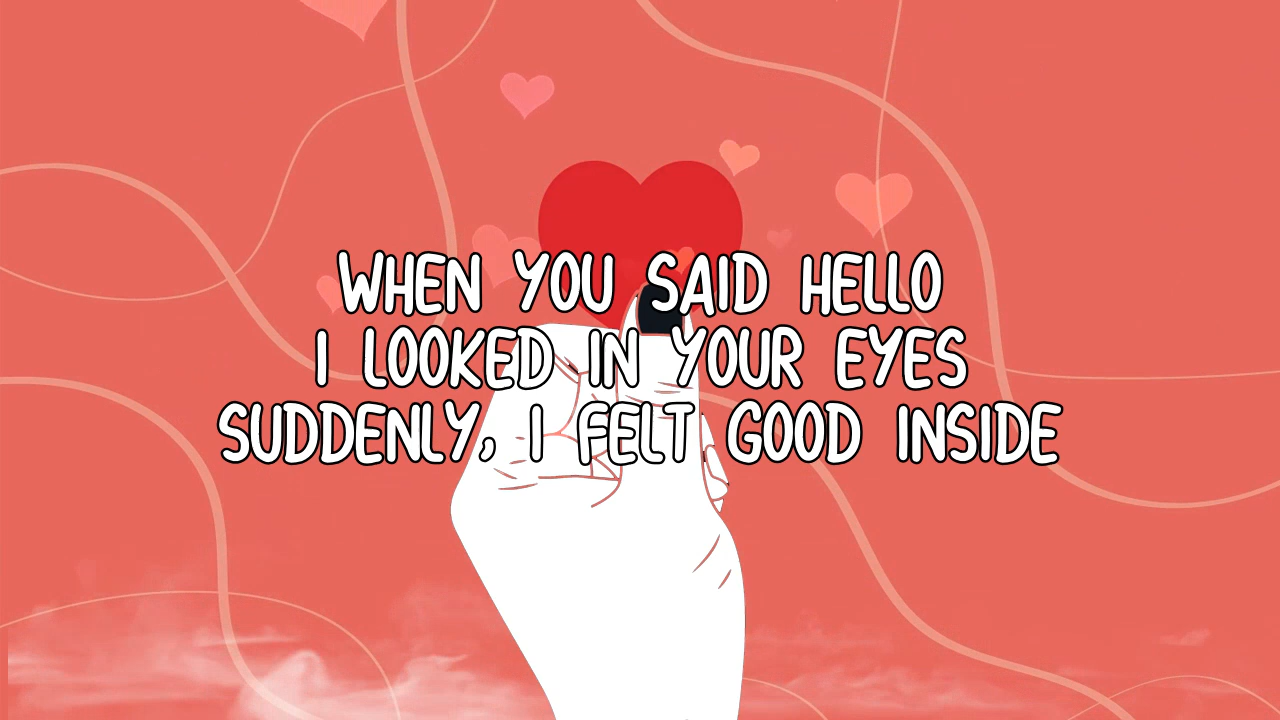 WHEN YOU SAID HELLO
I LOOKED IN YOUR EYES
SUDDENLY, I FELT GOOD INSIDE